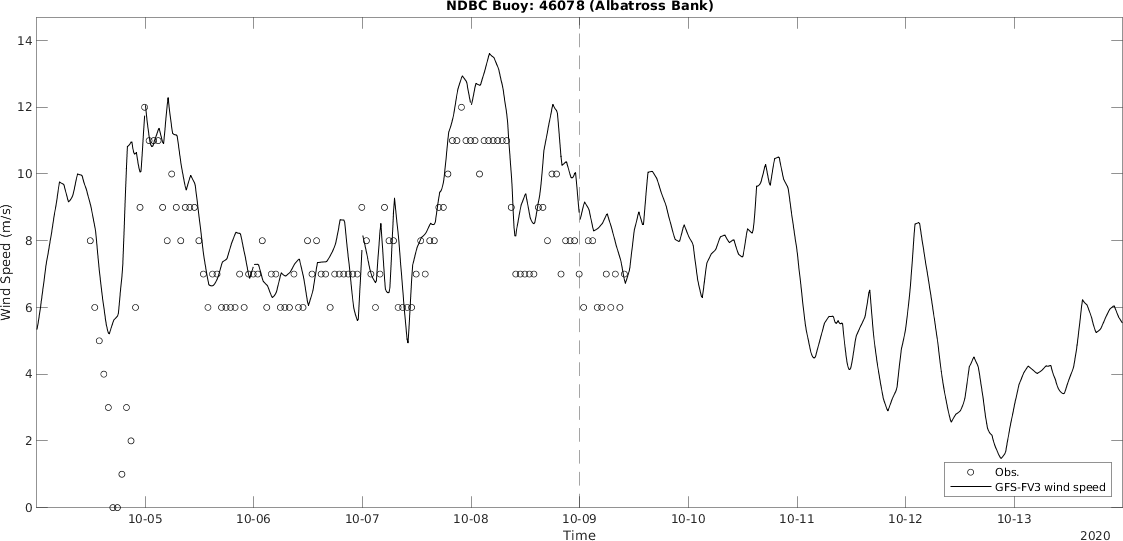 NDBC Buoy: 46078 (Albatross Bank)
14
12
10
8
6
4
2
0
Wind Speed (m/s)
10-05 10-06 10-07 10-08 10-09 10-10 10-11 10-12 10-13
Time
2020
Obs.
GFS-FV3 wind speed